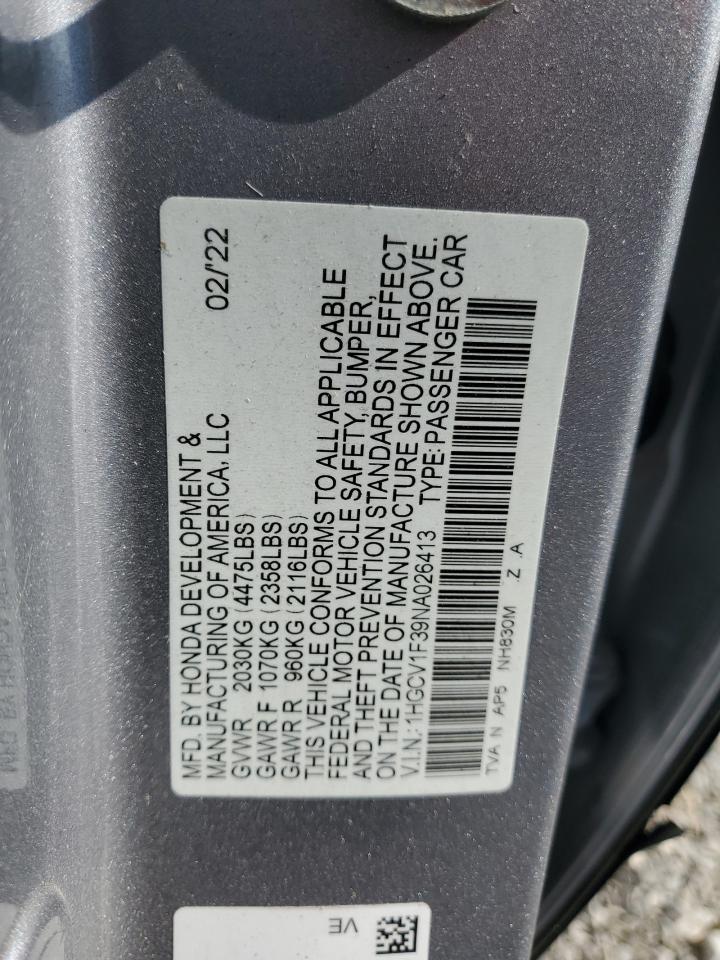 MFD. BY HONDA DEVELOPMENT &
MANUFACTURING OF AMERICA, LLC 02/'22
GVWR 2030KG (4475LBS)
GAWR F 1070KG (2358LBS)
GAWR R 960KG (2116LBS)
THIS VEHICLE CONFORMS TO ALL APPLICABLE
FEDERAL MOTOR VEHICLE SAFETY, BUMPER,
AND THEFT PREVENTION STANDARDS IN EFFECT
ON THE DATE OF MANUFACTURE SHOWN ABOVE.
V.I.N.: 1HGCV1F39NA026413 TYPE: PASSENGER CAR
TVA N AP5 NH830M .Z .A
VE